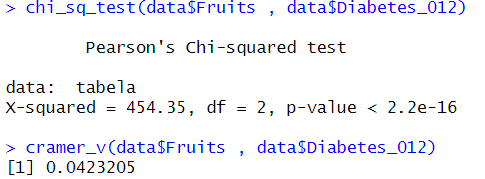 > chi_sq_test(data$Fruits , data$Diabetes_012)
Pearson's Chi-squared test
data:  tabela
X-squared = 454.35, df = 2, p-value < 2.2e-16
> cramer_v(data$Fruits , data$Diabetes_012)
[1] 0.0423205